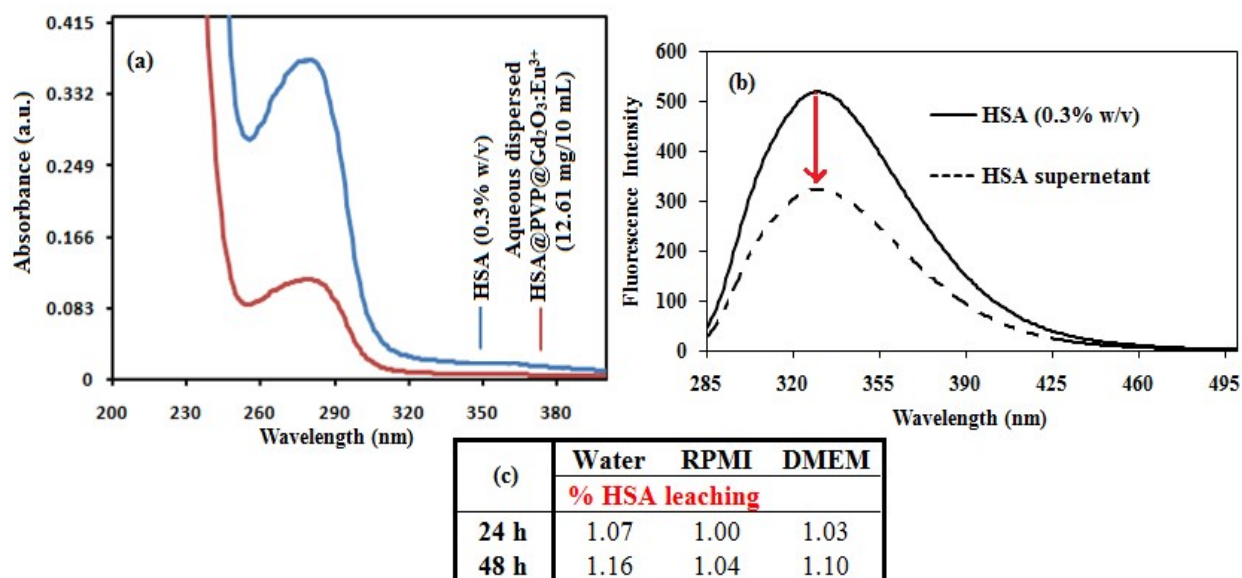 (a)
Absorbance (a.u.)
0.415
0.332
0.249
0.166
0.083
0
200 230 260 290 320 350 380
Wavelength (nm)
HSA (0.3% w/v)
Aqueous dispersed
HSA@PVP@Gd₂O₃:Eu³⁺
(12.61 mg/10 mL)
(b)
Fluorescence Intensity
600
500
400
300
200
100
0
285 320 355 390 425 460 495
Wavelength (nm)
HSA (0.3% w/v)
HSA supernetant
(c) Water RPMI DMEM
% HSA leaching
24 h 1.07 1.00 1.03
48 h 1.16 1.04 1.10